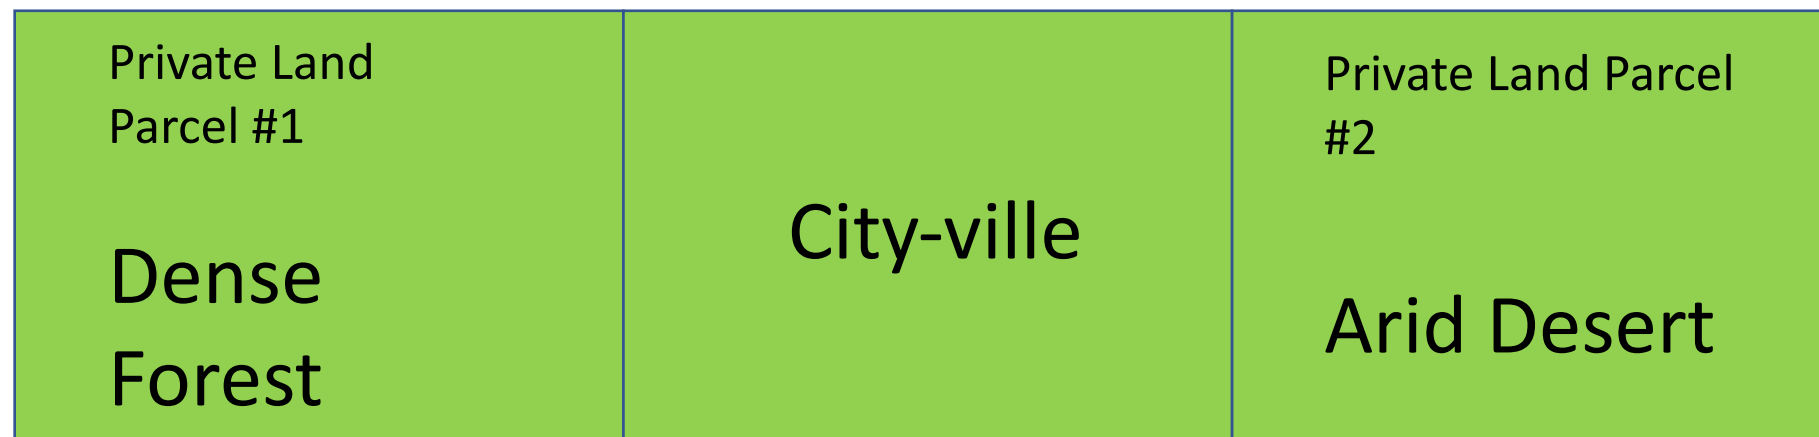 Private Land
Parcel #1
Dense
Forest
City-ville
Private Land Parcel
#2
Arid Desert